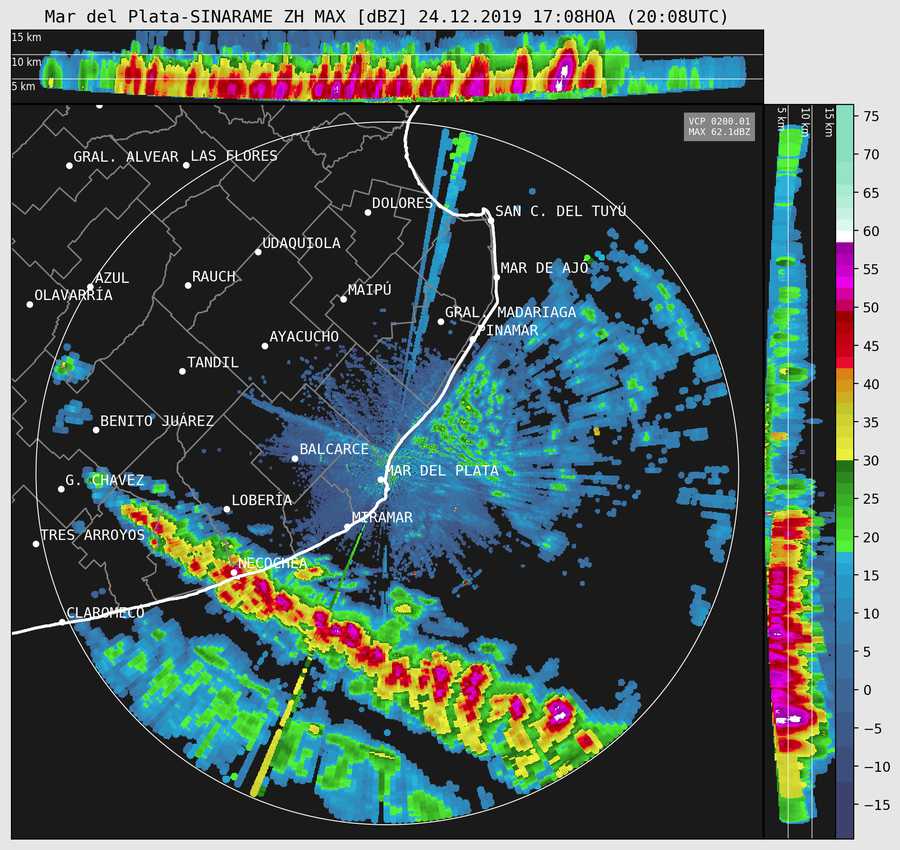 Mar del Plata-SINARAME ZH MAX [dBZ] 24.12.2019 17:08HOA (20:08UTC)
15 km
10 km
5 km
5 km
10 km
15 km
VCP 0200.01
MAX 62.1dBZ
GRAL. ALVEAR
LAS FLORES
DOLORES
SAN C. DEL TUYÚ
UDAQUIOLA
MAR DE AJO
AZUL
RAUCH
OLAVARRÍA
MAIPÚ
GRAL. MADARIAGA
PINAMAR
AYACUCHO
TANDIL
BENITO JUÁREZ
BALCARCE
MAR DEL PLATA
G. CHAVEZ
LOBERÍA
MIRAMAR
TRES ARROYOS
NECOCHEA
CLAROMECO
75
70
65
60
55
50
45
40
35
30
25
20
15
10
5
0
−5
−10
−15